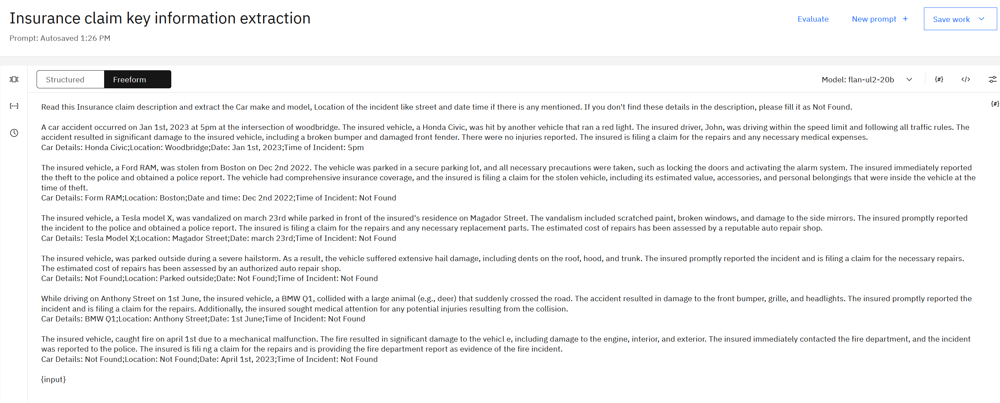 Insurance claim key information extraction
Evaluate
New prompt +
Save work
Prompt: Autosaved 1:26 PM
Structured
Freeform
Model: flan-ul2-20b
{#}
</>
[...]
{#}
Read this Insurance claim description and extract the Car make and model, Location of the incident like street and date time if there is any mentioned. If you don't find these details in the description, please fill it as Not Found.
A car accident occurred on Jan 1st, 2023 at 5pm at the intersection of woodbridge. The insured vehicle, a Honda Civic, was hit by another vehicle that ran a red light. The insured driver, John, was driving within the speed limit and following all traffic rules. The
accident resulted in significant damage to the insured vehicle, including a broken bumper and damaged front fender. There were no injuries reported. The insured is filing a claim for the repairs and any necessary medical expenses.
Car Details: Honda Civic;Location: Woodbridge;Date: Jan 1st, 2023;Time of Incident: 5pm
The insured vehicle, a Ford RAM, was stolen from Boston on Dec 2nd 2022. The vehicle was parked in a secure parking lot, and all necessary precautions were taken, such as locking the doors and activating the alarm system. The insured immediately reported
the theft to the police and obtained a police report. The vehicle had comprehensive insurance coverage, and the insured is filing a claim for the stolen vehicle, including its estimated value, accessories, and personal belongings that were inside the vehicle at the
time of theft.
Car Details: Form RAM;Location: Boston;Date and time: Dec 2nd 2022;Time of Incident: Not Found
The insured vehicle, a Tesla model X, was vandalized on march 23rd while parked in front of the insured's residence on Magador Street. The vandalism included scratched paint, broken windows, and damage to the side mirrors. The insured promptly reported
the incident to the police and obtained a police report. The insured is filing a claim for the repairs and any necessary replacement parts. The estimated cost of repairs has been assessed by a reputable auto repair shop.
Car Details: Tesla Model X;Location: Magador Street;Date: march 23rd;Time of Incident: Not Found
The insured vehicle, was parked outside during a severe hailstorm. As a result, the vehicle suffered extensive hail damage, including dents on the roof, hood, and trunk. The insured promptly reported the incident and is filing a claim for the necessary repairs.
The estimated cost of repairs has been assessed by an authorized auto repair shop.
Car Details: Not Found;Location: Parked outside;Date: Not Found;Time of Incident: Not Found
While driving on Anthony Street on 1st June, the insured vehicle, a BMW Q1, collided with a large animal (e.g., deer) that suddenly crossed the road. The accident resulted in damage to the front bumper, grille, and headlights. The insured promptly reported the
incident and is filing a claim for the repairs. Additionally, the insured sought medical attention for any potential injuries resulting from the collision.
Car Details: BMW Q1;Location: Anthony Street;Date: 1st June;Time of Incident: Not Found
The insured vehicle, caught fire on april 1st due to a mechanical malfunction. The fire resulted in significant damage to the vehicl e, including damage to the engine, interior, and exterior. The insured immediately contacted the fire department, and the incident
was reported to the police. The insured is fili ng a claim for the repairs and is providing the fire department report as evidence of the fire incident.
Car Details: Not Found;Location: Not Found;Date: April 1st, 2023;Time of Incident: Not Found
{input}